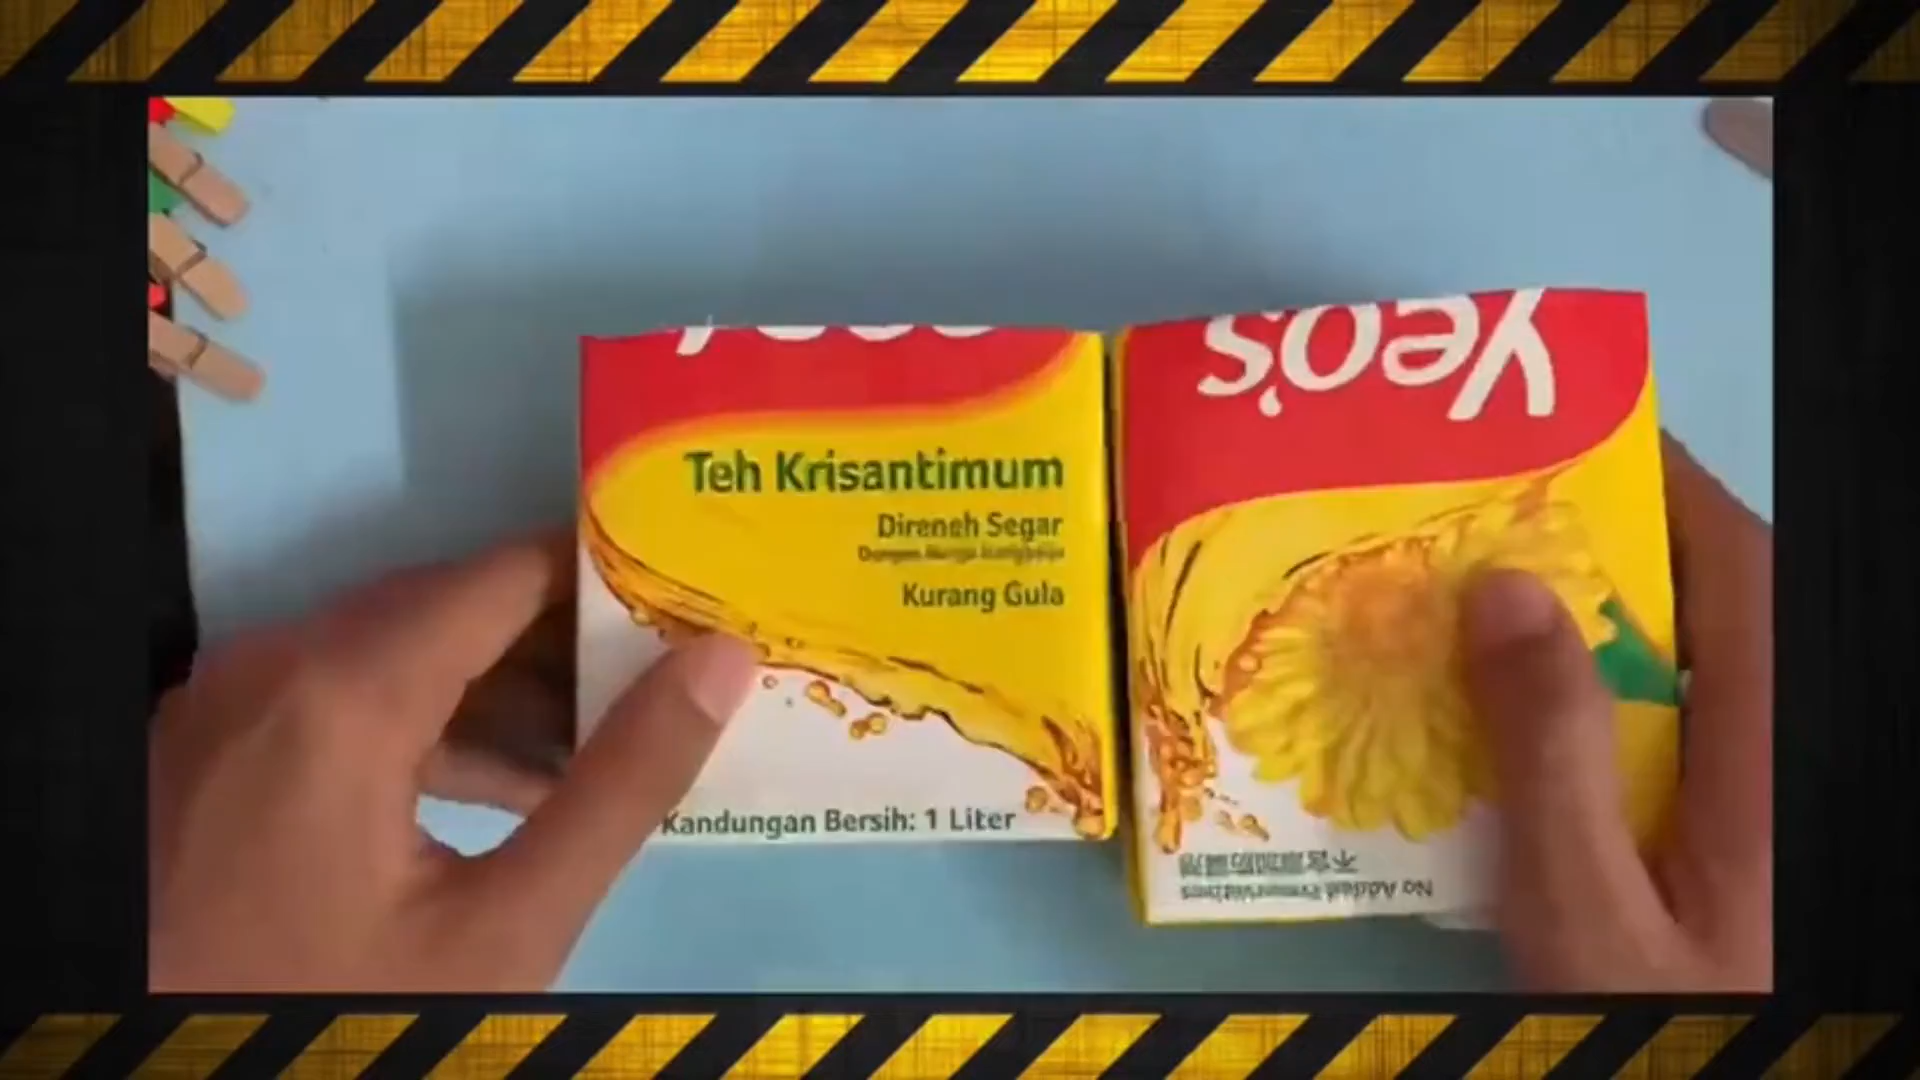 Yeo's
Teh Krisantimum
Direneh Segar
Kurang Gula
Kandungan Bersih: 1 Liter
No Added Preservatives